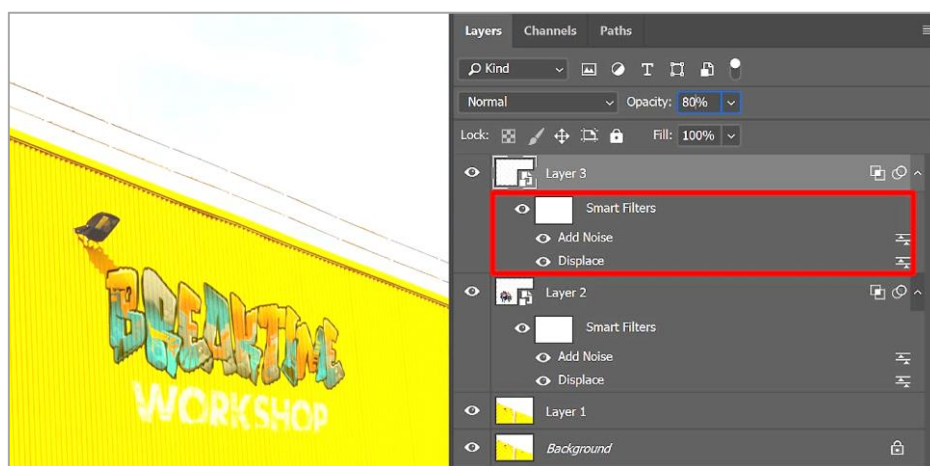 Layers Channels Paths
Kind
Normal Opacity: 80%
Lock: Fill: 100%
Layer 3
Smart Filters
Add Noise
Displace
Layer 2
Smart Filters
Add Noise
Displace
Layer 1
Background
BREAKTIME
WORKSHOP